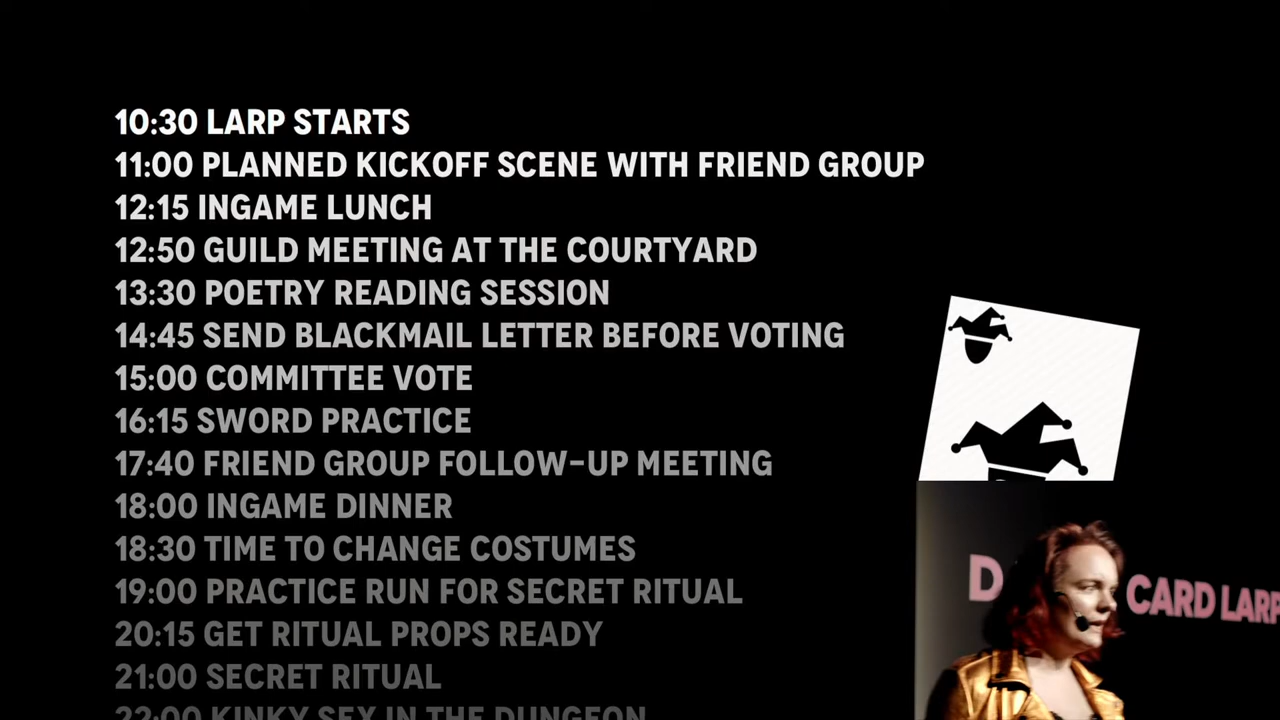 10:30 LARP STARTS
11:00 PLANNED KICKOFF SCENE WITH FRIEND GROUP
12:15 INGAME LUNCH
12:50 GUILD MEETING AT THE COURTYARD
13:30 POETRY READING SESSION
14:45 SEND BLACKMAIL LETTER BEFORE VOTING
15:00 COMMITTEE VOTE
16:15 SWORD PRACTICE
17:40 FRIEND GROUP FOLLOW-UP MEETING
18:00 INGAME DINNER
18:30 TIME TO CHANGE COSTUMES
19:00 PRACTICE RUN FOR SECRET RITUAL
20:15 GET RITUAL PROPS READY
21:00 SECRET RITUAL
22:00 KINKY SEX IN THE DUNGEON
CARD LARP